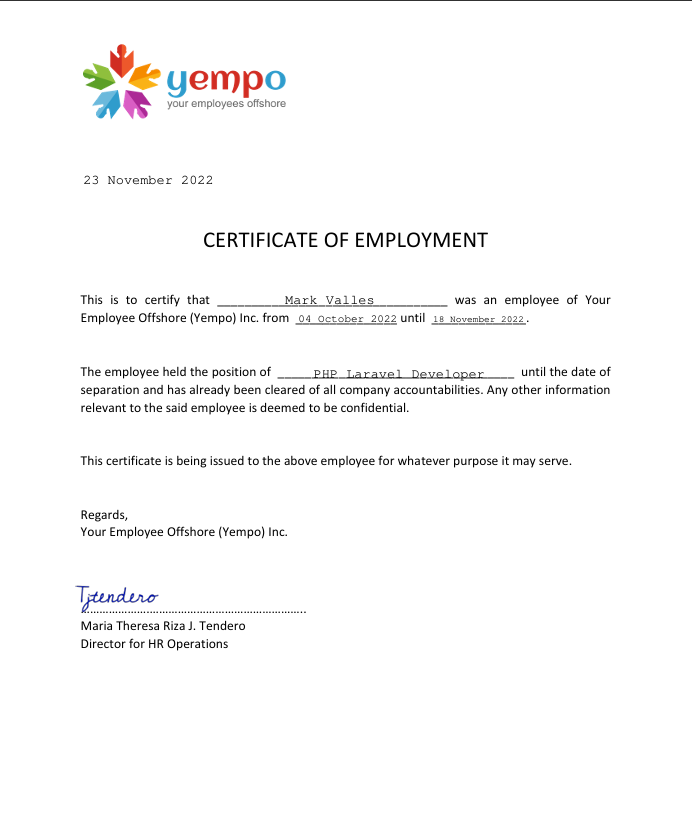 yempo
your employees offshore
23 November 2022
CERTIFICATE OF EMPLOYMENT
This is to certify that __________Mark Valles__________ was an employee of Your
Employee Offshore (Yempo) Inc. from 04 October 2022 until 18 November 2022.
The employee held the position of _____PHP Laravel Developer____ until the date of
separation and has already been cleared of all company accountabilities. Any other information
relevant to the said employee is deemed to be confidential.
This certificate is being issued to the above employee for whatever purpose it may serve.
Regards,
Your Employee Offshore (Yempo) Inc.
Tjtendero
Maria Theresa Riza J. Tendero
Director for HR Operations